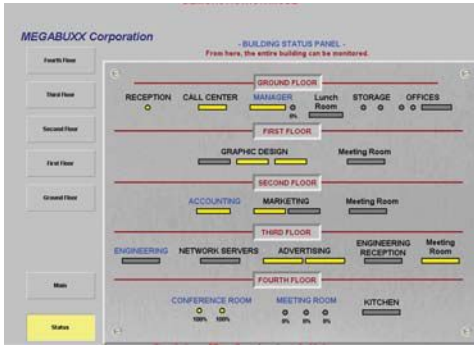 MEGABUXX Corporation
- BUILDING STATUS PANEL -
From here, the entire building can be monitored.
Fourth Floor
Third Floor
Second Floor
First Floor
Ground Floor
Main
Status
GROUND FLOOR
RECEPTION CALL CENTER MANAGER Lunch Room STORAGE OFFICES
0%
FIRST FLOOR
GRAPHIC DESIGN Meeting Room
SECOND FLOOR
ACCOUNTING MARKETING Meeting Room
THIRD FLOOR
ENGINEERING NETWORK SERVERS ADVERTISING ENGINEERING RECEPTION Meeting Room
FOURTH FLOOR
CONFERENCE ROOM MEETING ROOM KITCHEN
100% 100% 0% 0% 0%